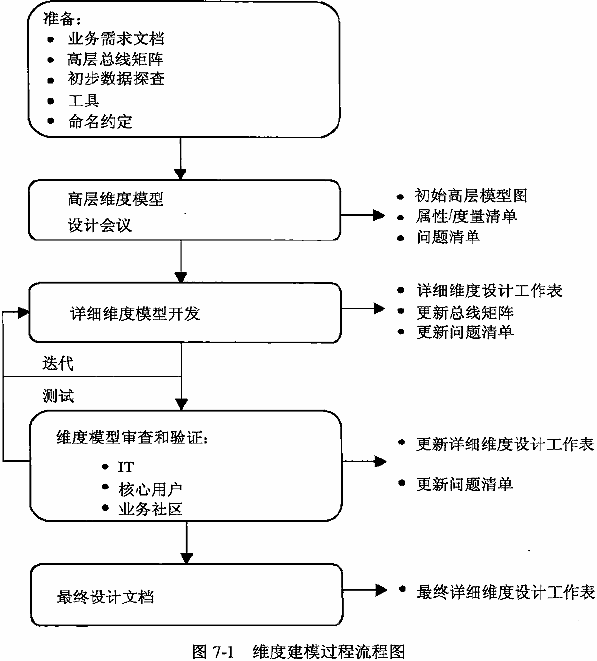 准备：
• 业务需求文档
• 高层总线矩阵
• 初步数据探查
• 工具
• 命名约定
高层维度模型
设计会议
• 初始高层模型图
• 属性/度量清单
• 问题清单
详细维度模型开发
• 详细维度设计工作表
• 更新总线矩阵
• 更新问题清单
迭代
测试
维度模型审查和验证：
• IT
• 核心用户
• 业务社区
• 更新详细维度设计工作表
• 更新问题清单
最终设计文档
• 最终详细维度设计工作表
图 7-1 维度建模过程流程图